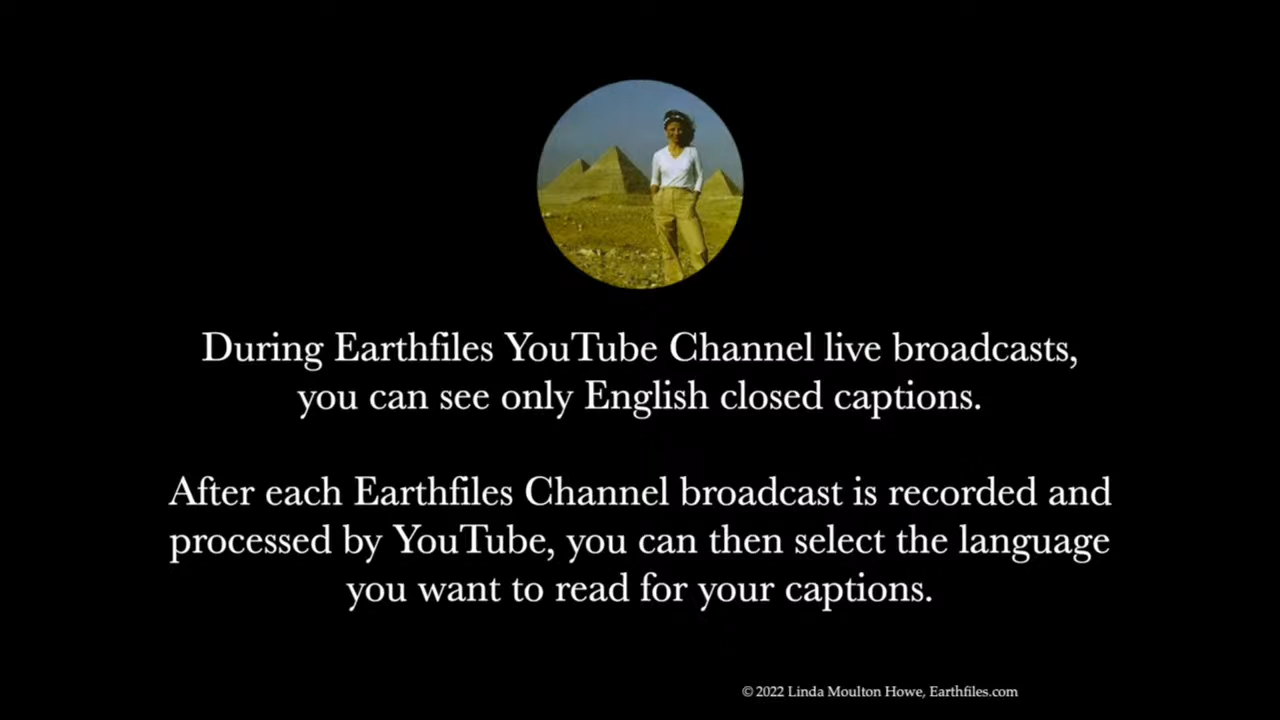 During Earthfiles YouTube Channel live broadcasts,
you can see only English closed captions.
After each Earthfiles Channel broadcast is recorded and
processed by YouTube, you can then select the language
you want to read for your captions.
© 2022 Linda Moulton Howe, Earthfiles.com